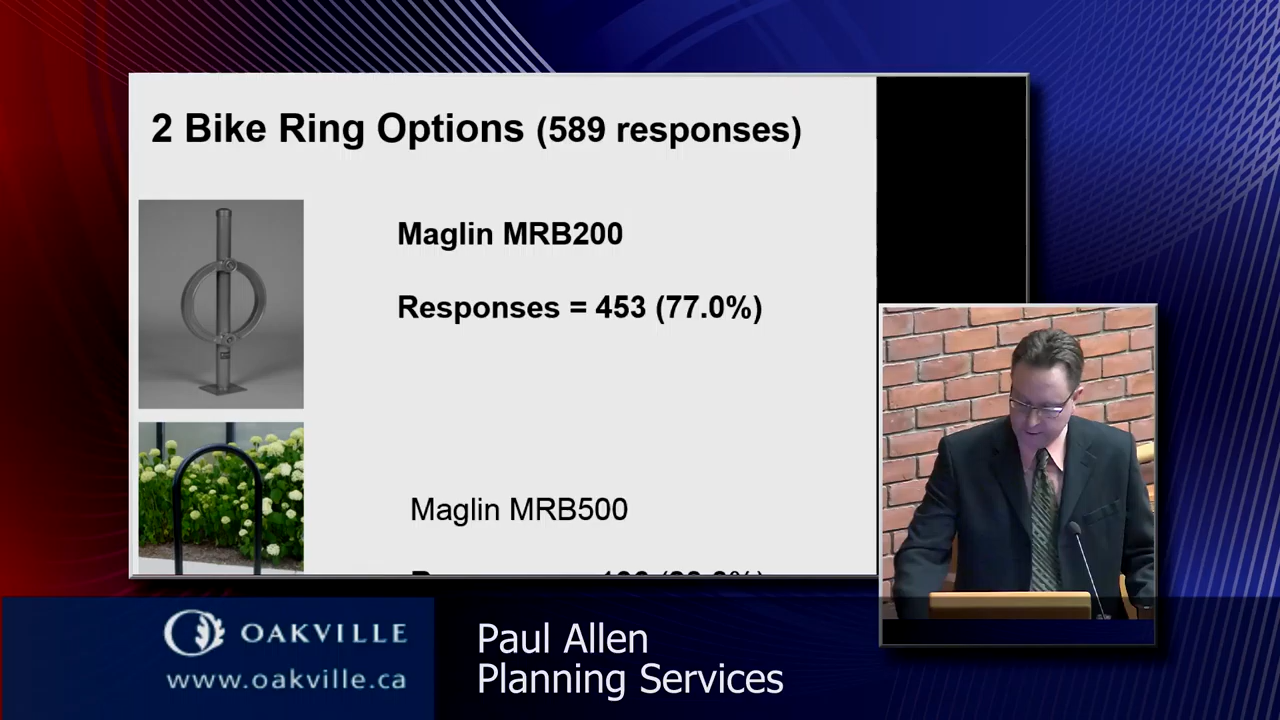 2 Bike Ring Options (589 responses)
Maglin MRB200
Responses = 453 (77.0%)
Maglin MRB500
OAKVILLE
www.oakville.ca
Paul Allen
Planning Services